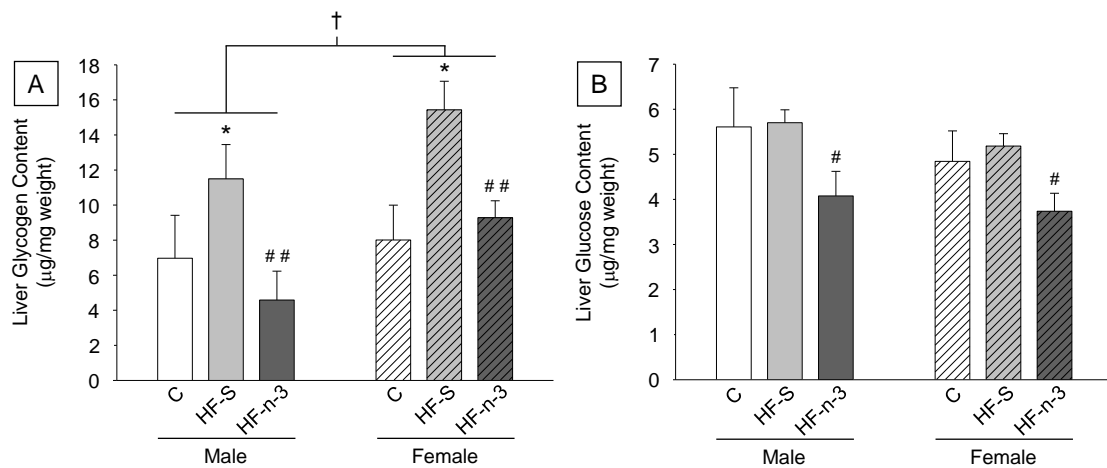 A
†
Liver Glycogen Content
(µg/mg weight)
18
16
14
12
10
8
6
4
2
0
*
# #
*
# #
C
HF-S
HF-n-3
C
HF-S
HF-n-3
Male
Female
B
Liver Glucose Content
(µg/mg weight)
7
6
5
4
3
2
1
0
#
#
C
HF-S
HF-n-3
C
HF-S
HF-n-3
Male
Female